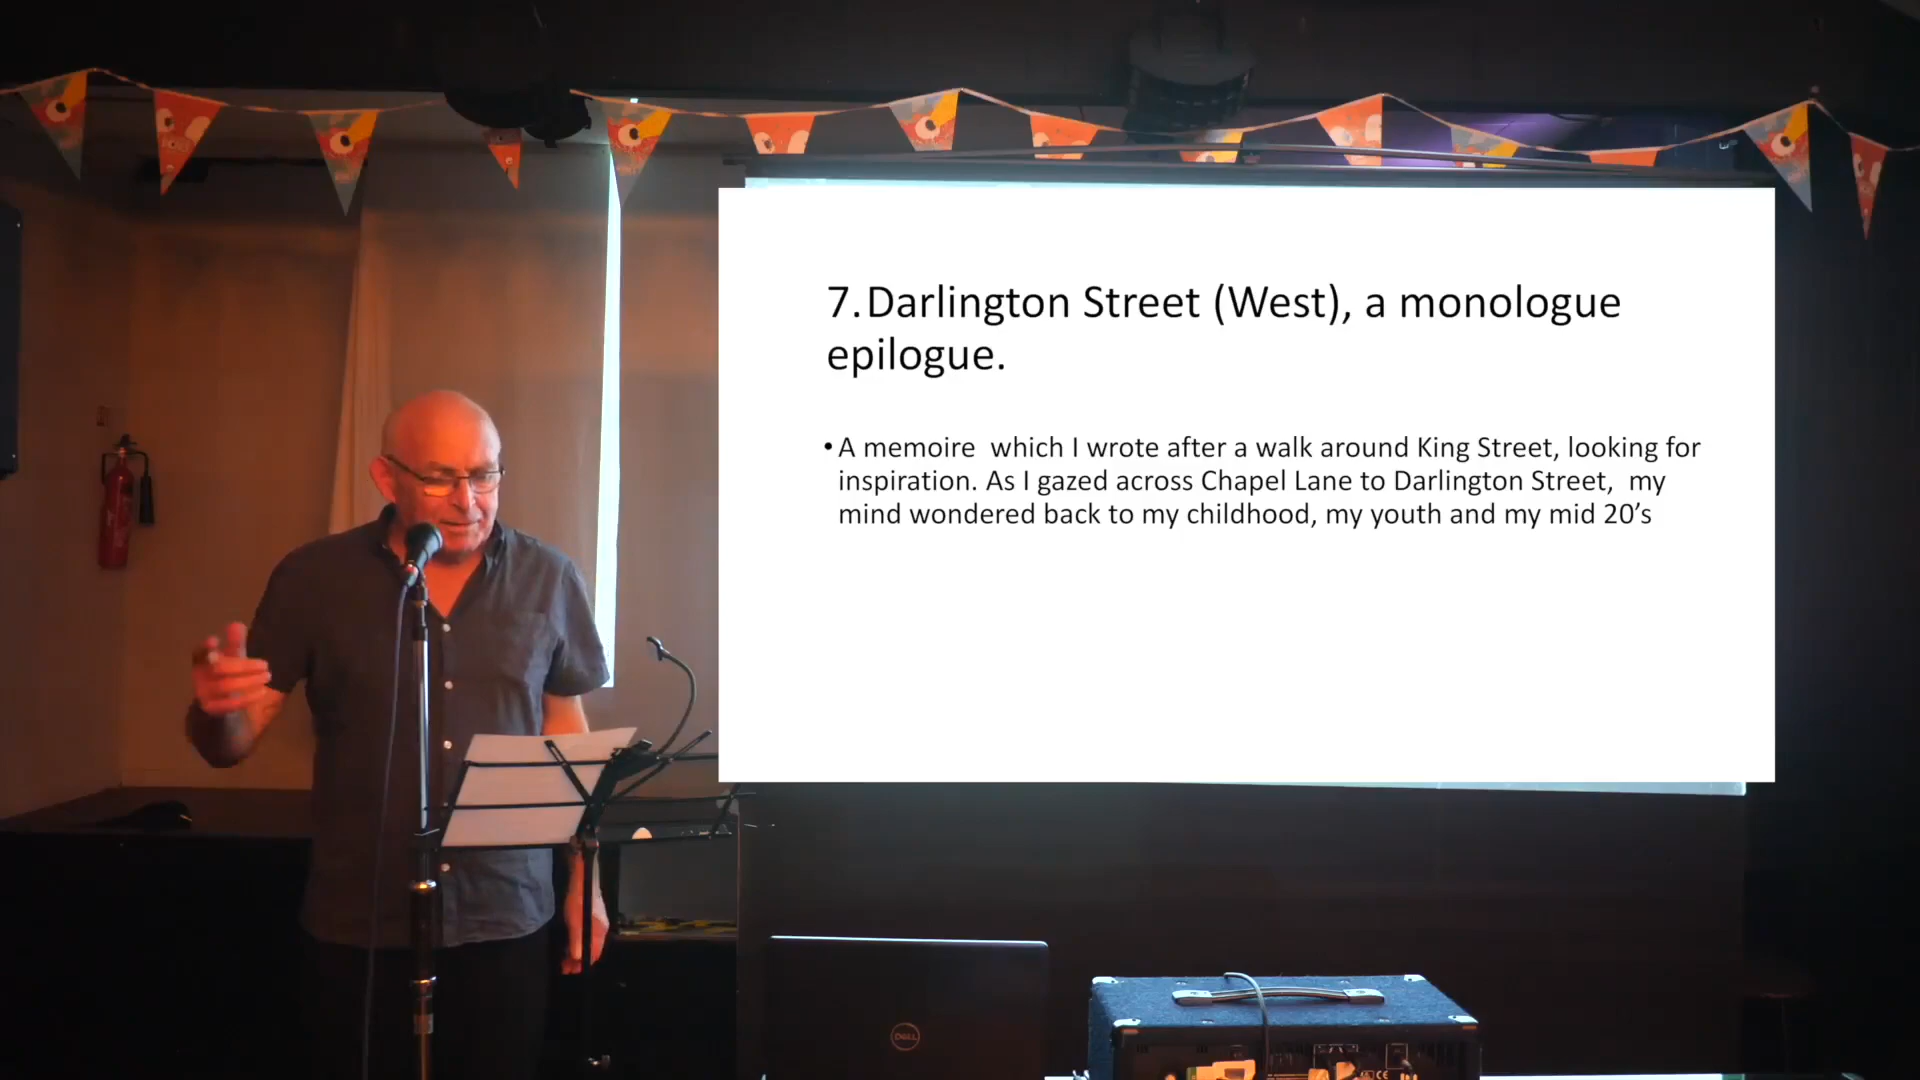 7.Darlington Street (West), a monologue
epilogue.
• A memoire  which I wrote after a walk around King Street, looking for
inspiration. As I gazed across Chapel Lane to Darlington Street,  my
mind wondered back to my childhood, my youth and my mid 20’s
DELL
CE